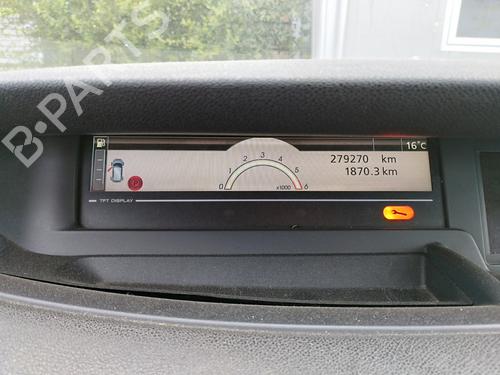 B-PARTS
16°C
279270 km
1870.3 km
0 1 2 3 4 5 6
x1000
P
TFT DISPLAY